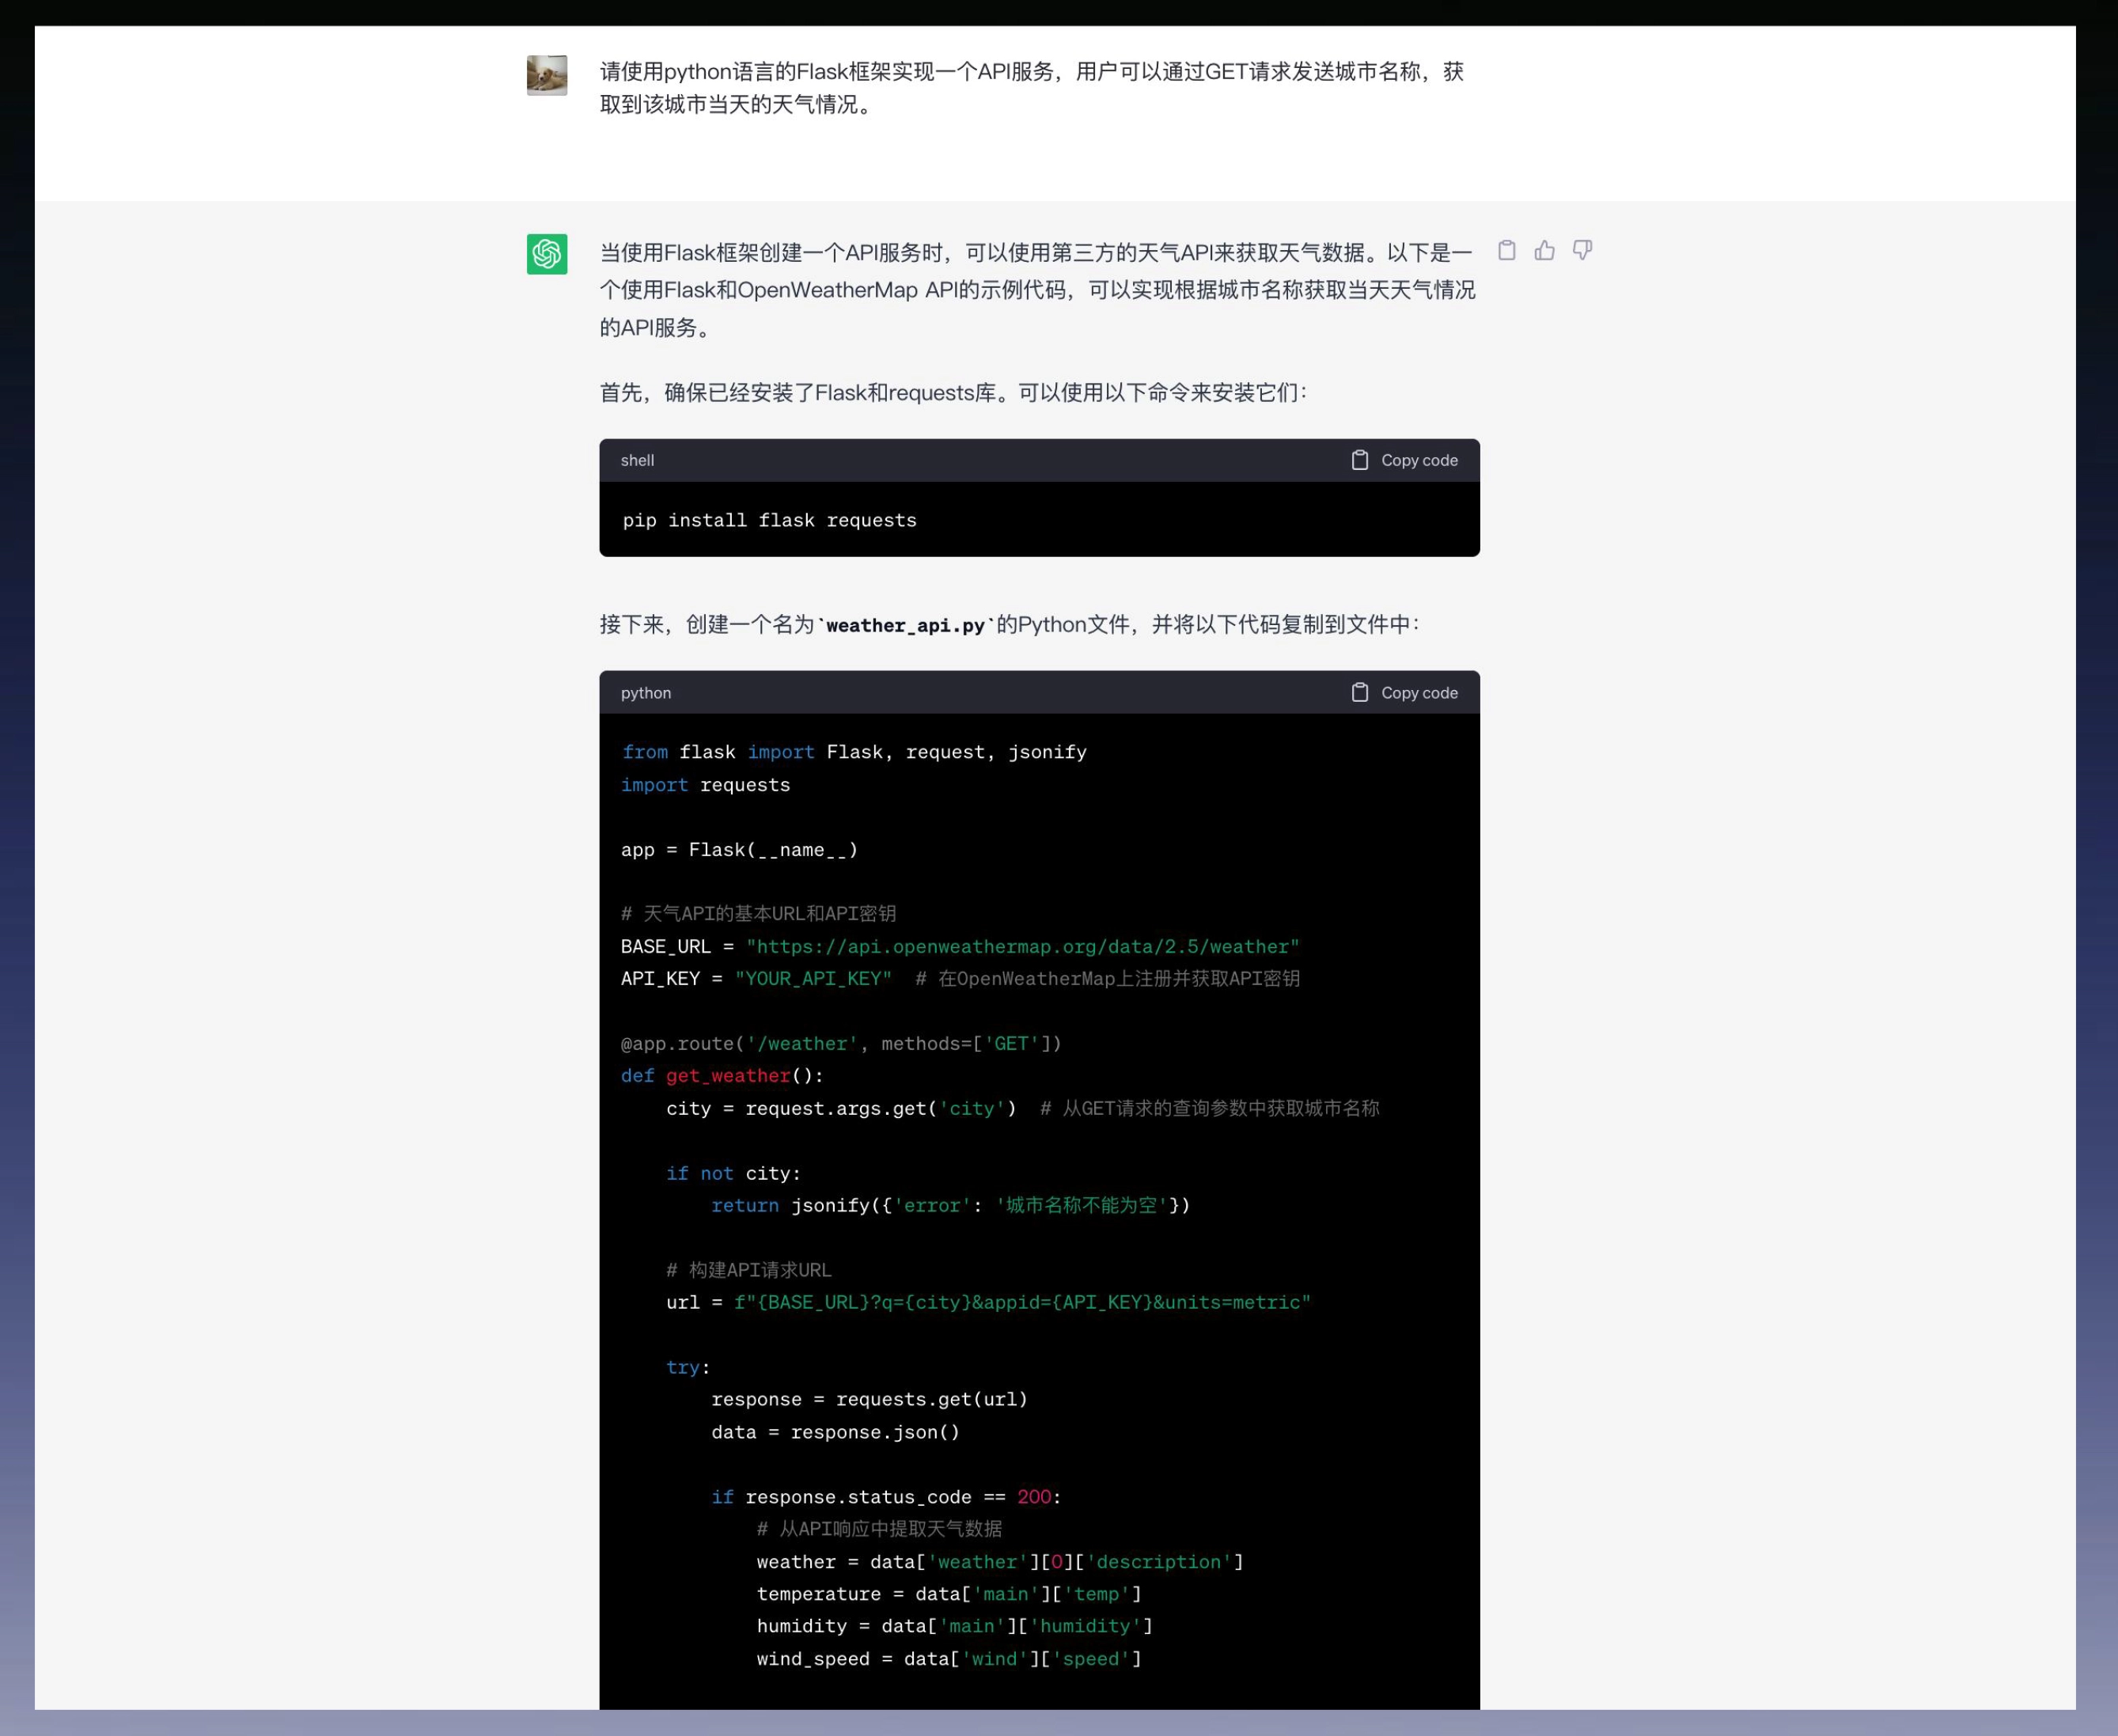 请使用python语言的Flask框架实现一个API服务，用户可以通过GET请求发送城市名称，获
取到该城市当天的天气情况。
当使用Flask框架创建一个API服务时，可以使用第三方的天气API来获取天气数据。以下是一
个使用Flask和OpenWeatherMap API的示例代码，可以实现根据城市名称获取当天天气情况
的API服务。
首先，确保已经安装了Flask和requests库。可以使用以下命令来安装它们：
shell Copy code
pip install flask requests
接下来，创建一个名为`weather_api.py`的Python文件，并将以下代码复制到文件中：
python Copy code
from flask import Flask, request, jsonify
import requests
app = Flask(__name__)
# 天气API的基本URL和API密钥
BASE_URL = "https://api.openweathermap.org/data/2.5/weather"
API_KEY = "YOUR_API_KEY"  # 在OpenWeatherMap上注册并获取API密钥
@app.route('/weather', methods=['GET'])
def get_weather():
    city = request.args.get('city')  # 从GET请求的查询参数中获取城市名称
    if not city:
        return jsonify({'error': '城市名称不能为空'})
    # 构建API请求URL
    url = f"{BASE_URL}?q={city}&appid={API_KEY}&units=metric"
    try:
        response = requests.get(url)
        data = response.json()
        if response.status_code == 200:
            # 从API响应中提取天气数据
            weather = data['weather'][0]['description']
            temperature = data['main']['temp']
            humidity = data['main']['humidity']
            wind_speed = data['wind']['speed']